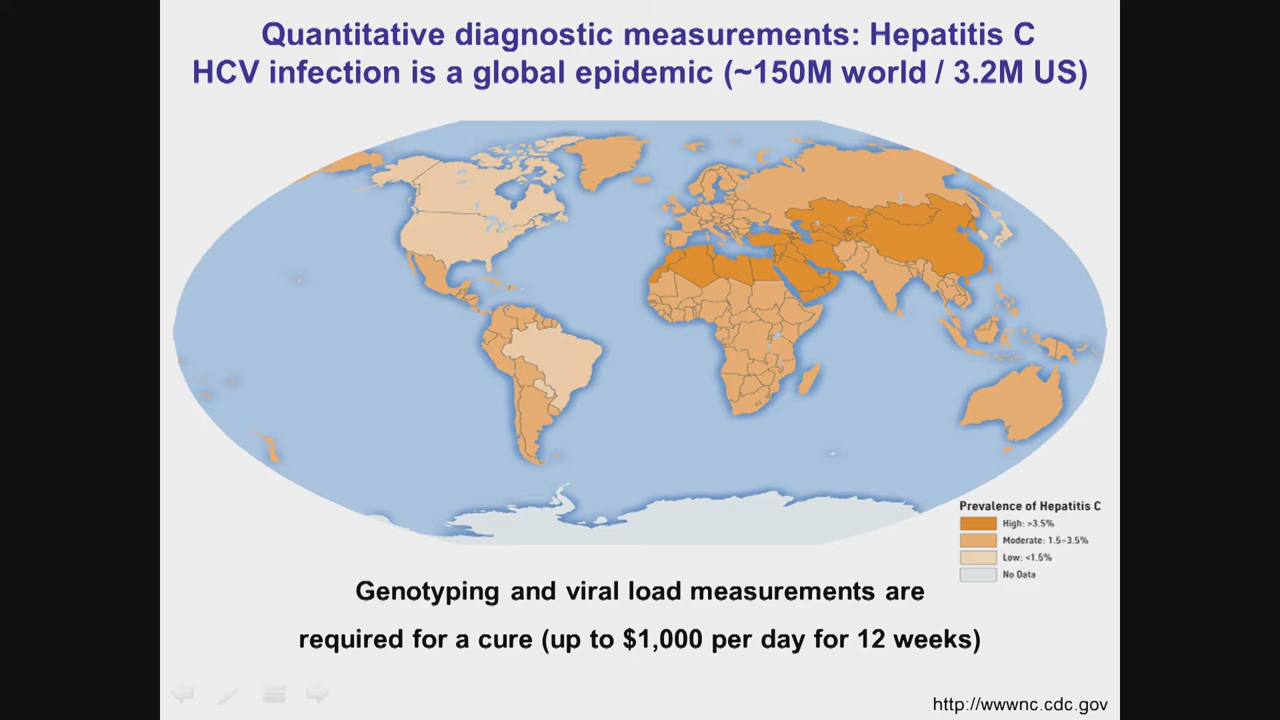 Quantitative diagnostic measurements: Hepatitis C
HCV infection is a global epidemic (~150M world / 3.2M US)
Prevalence of Hepatitis C
High: >3.5%
Moderate: 1.5–3.5%
Low: <1.5%
No Data
Genotyping and viral load measurements are
required for a cure (up to $1,000 per day for 12 weeks)
http://wwwnc.cdc.gov